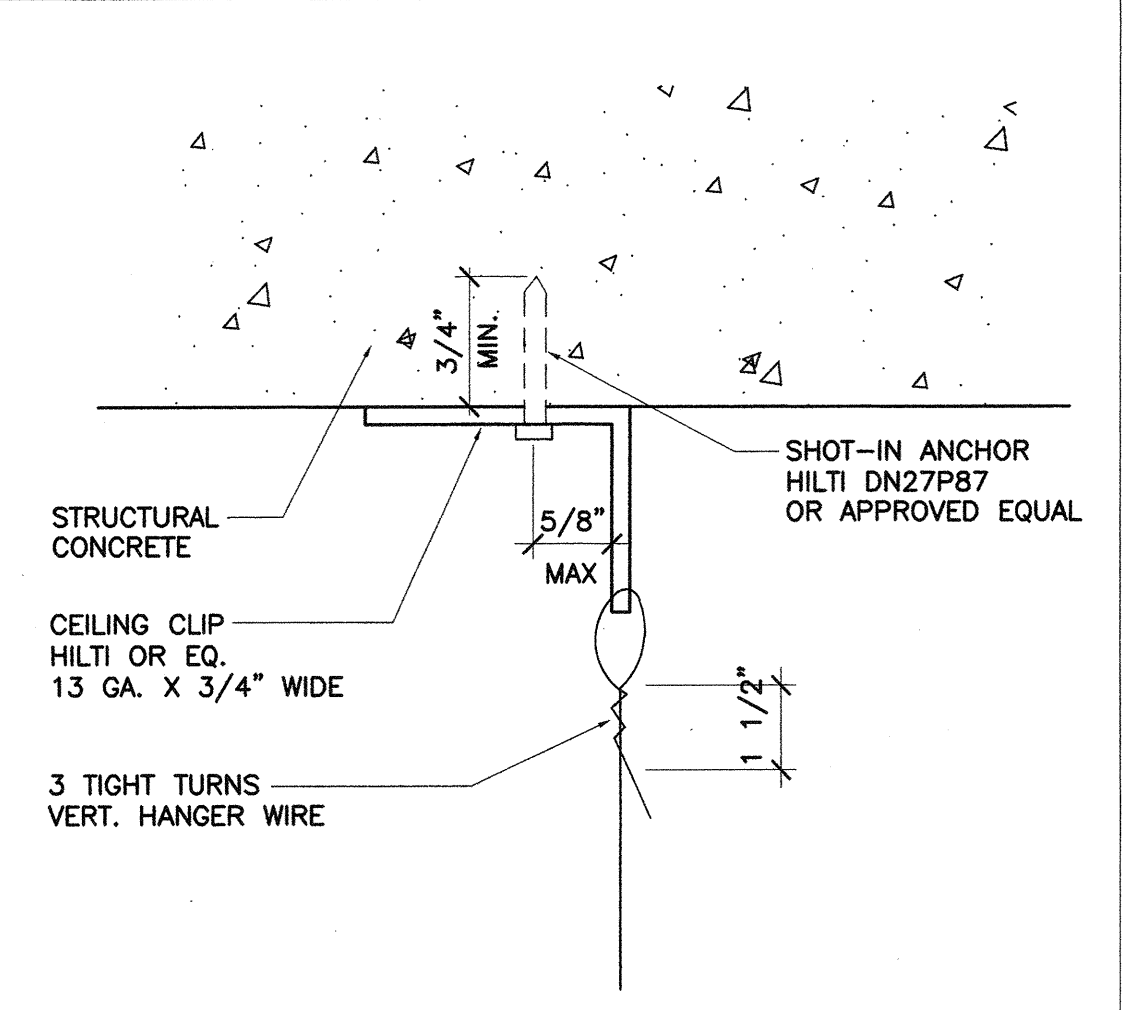 3/4"
MIN.
SHOT-IN ANCHOR
HILTI DN27P87
OR APPROVED EQUAL
STRUCTURAL
CONCRETE
5/8"
MAX
CEILING CLIP
HILTI OR EQ.
13 GA. X 3/4" WIDE
1 1/2"
3 TIGHT TURNS
VERT. HANGER WIRE